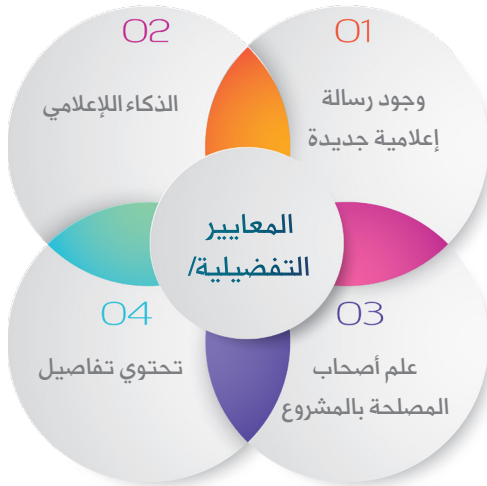 01
وجود رسالة
إعلامية جديدة
02
الذكاء اللإعلامي
المعايير
التفضيلية/
03
علم أصحاب
المصلحة بالمشروع
04
تحتوي تفاصيل